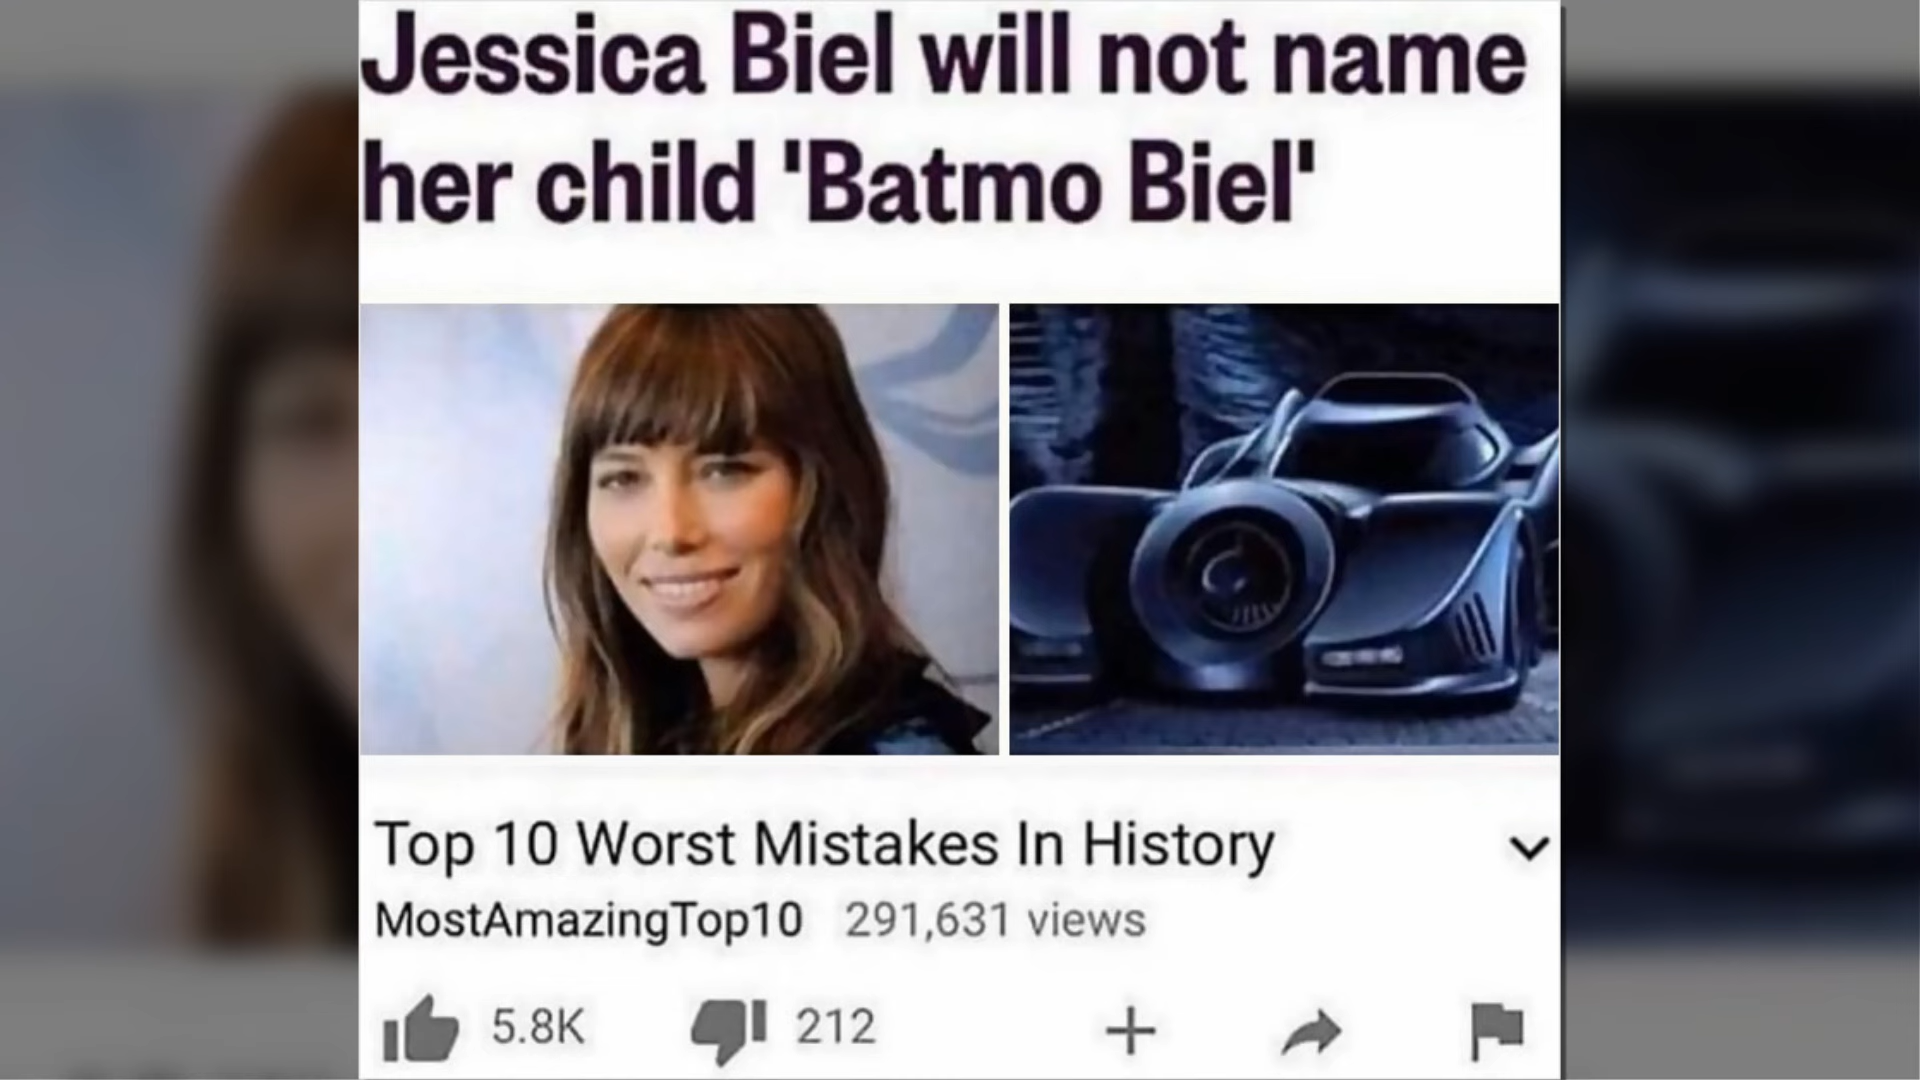 Jessica Biel will not name
her child 'Batmo Biel'
Top 10 Worst Mistakes In History
MostAmazingTop10 291,631 views
5.8K 212